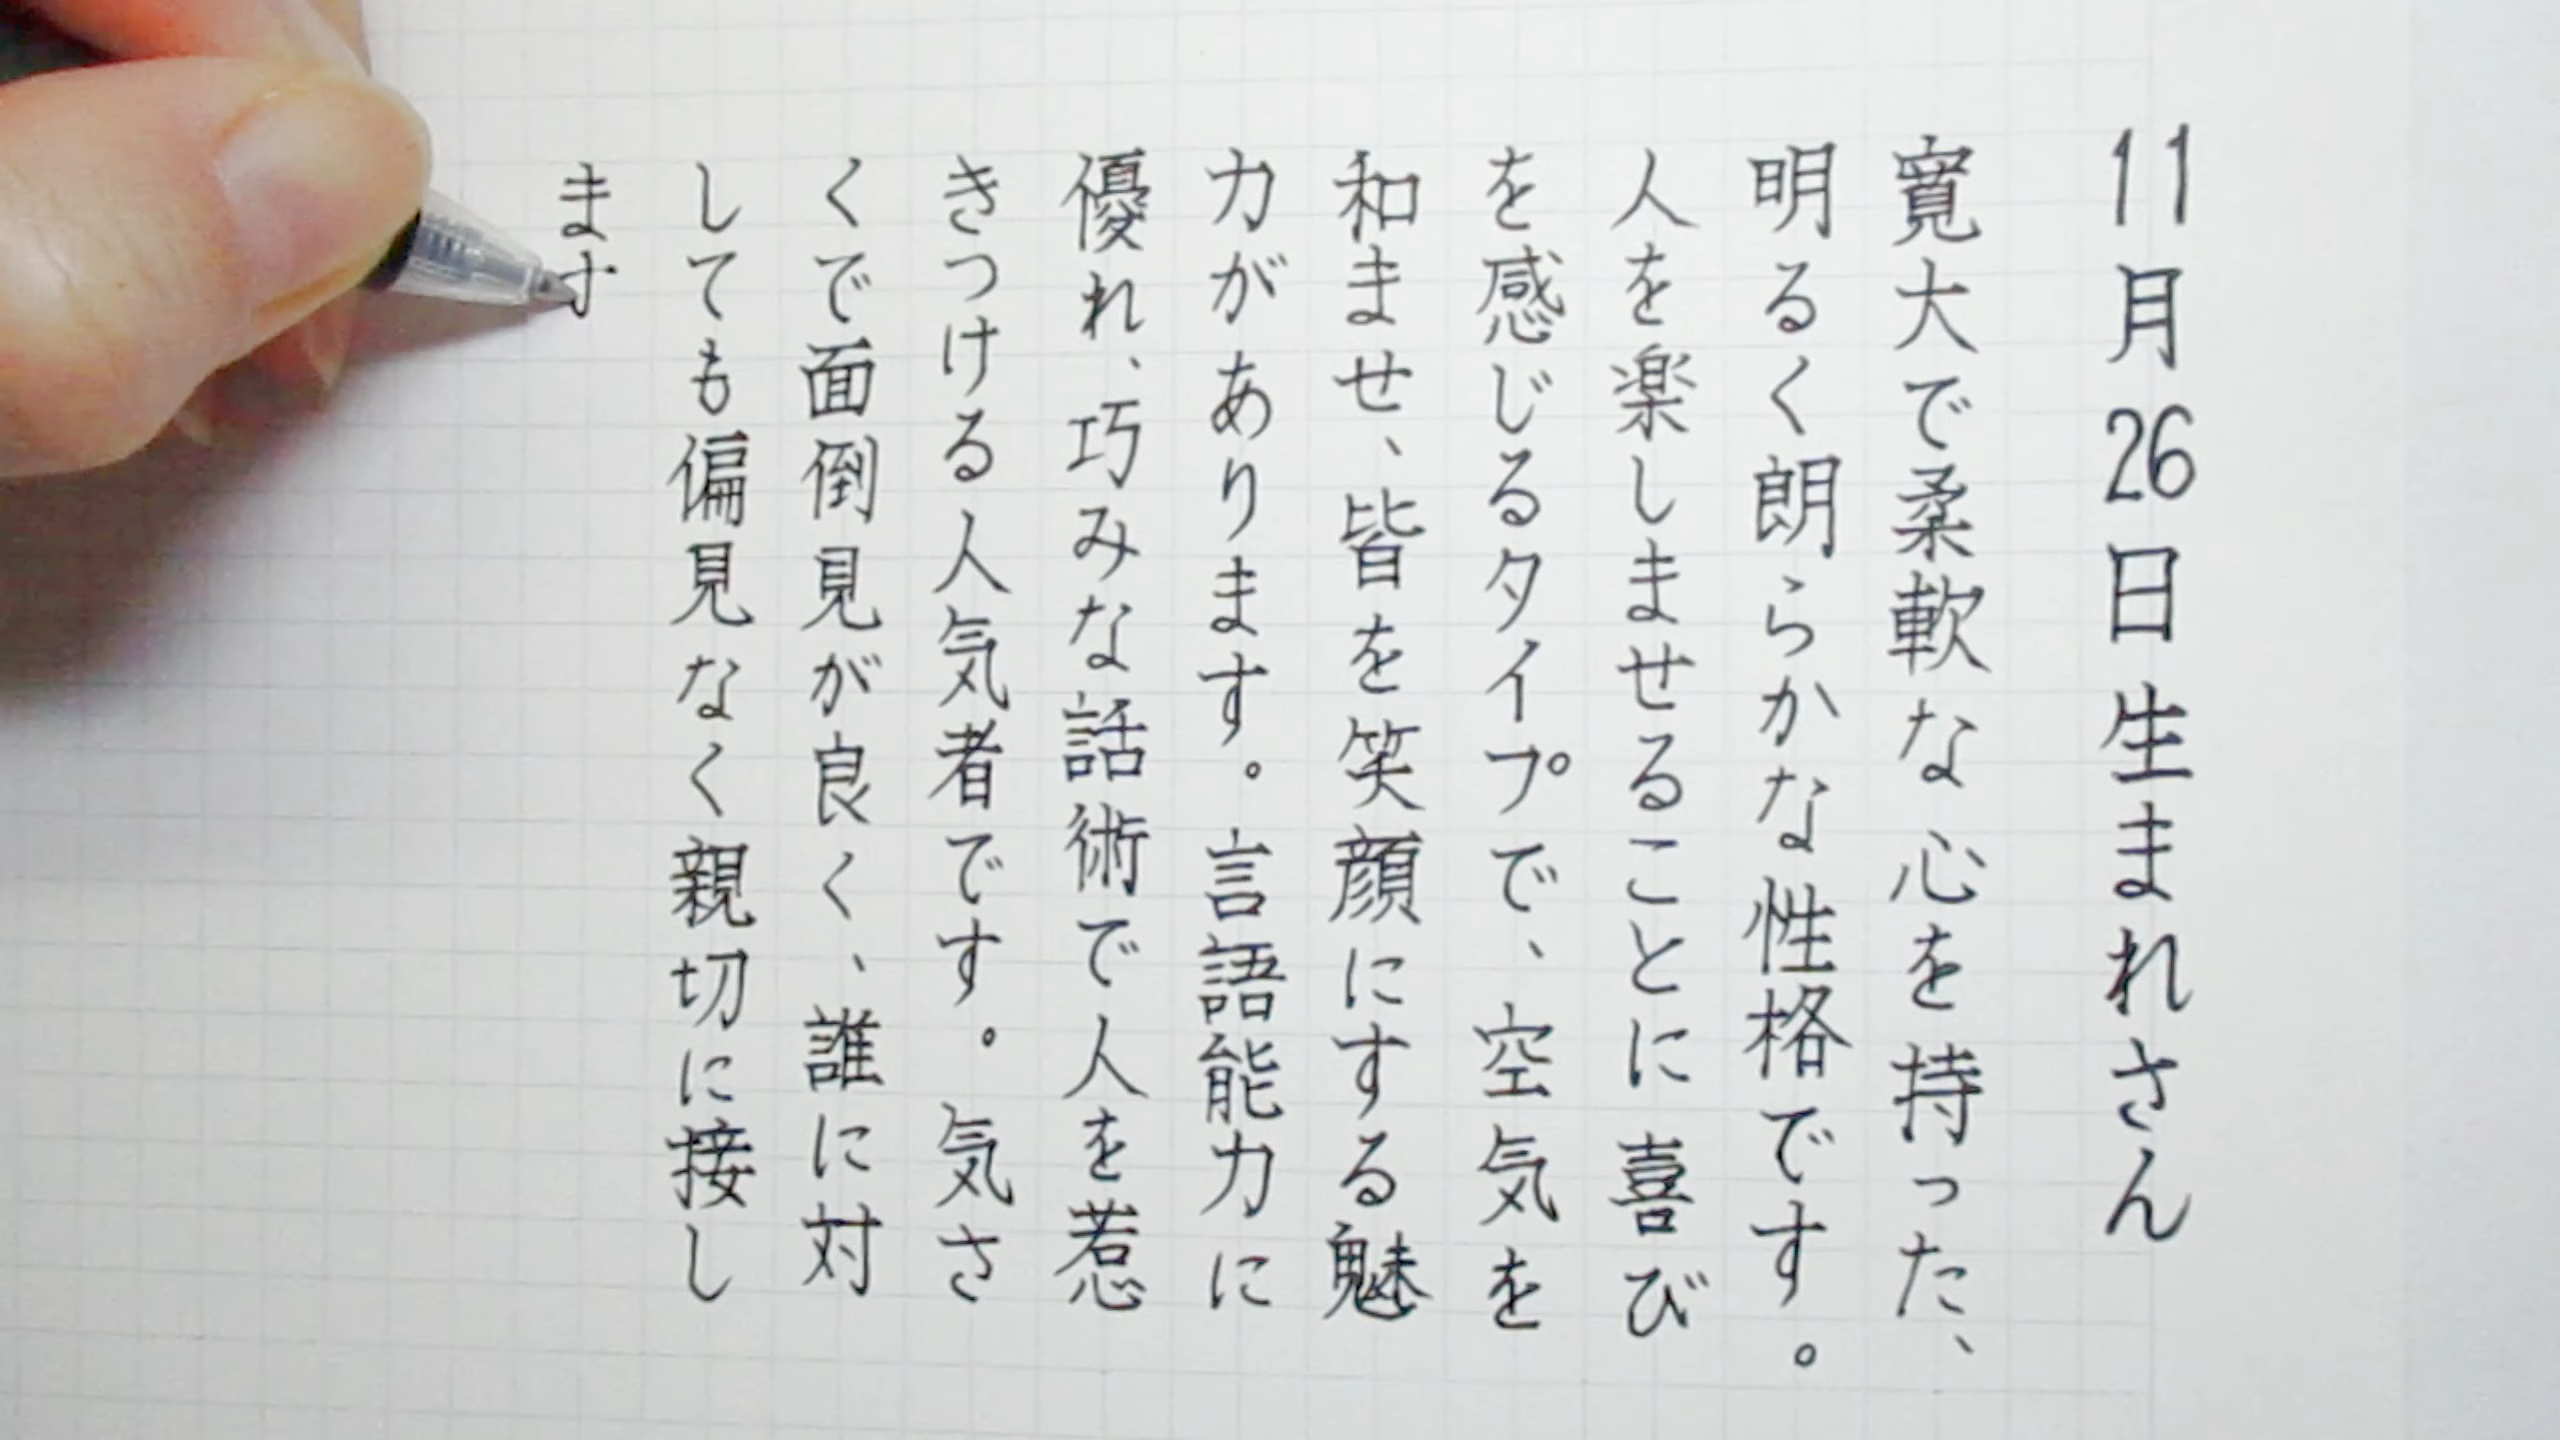 11月26日生まれさん
寛大で柔軟な心を持った、
明るく朗らかな性格です。
人を楽しませることに喜び
を感じるタイプで、空気を
和ませ、皆を笑顔にする魅
力があります。言語能力に
優れ、巧みな話術で人を惹
きつける人気者です。気さ
くで面倒見が良く、誰に対
しても偏見なく親切に接し
ます